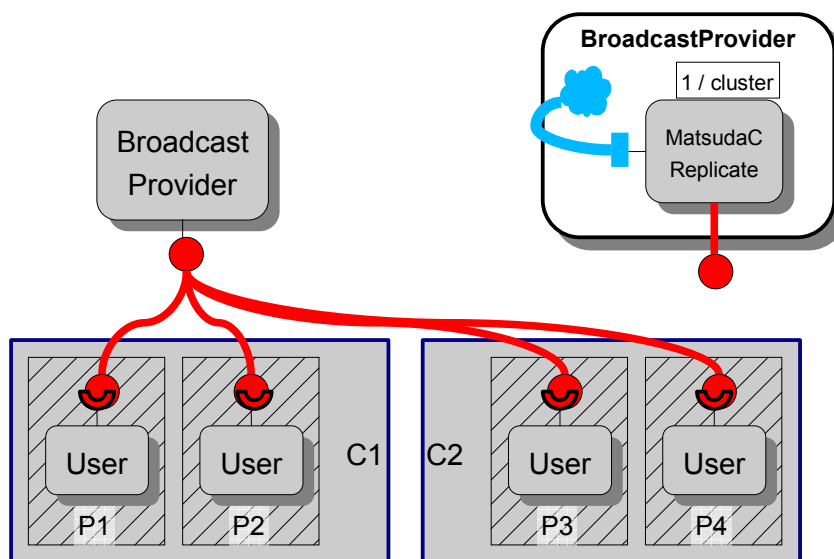 BroadcastProvider
1 / cluster
MatsudaC
Replicate
Broadcast
Provider
User
User
C1
C2
User
User
P1
P2
P3
P4